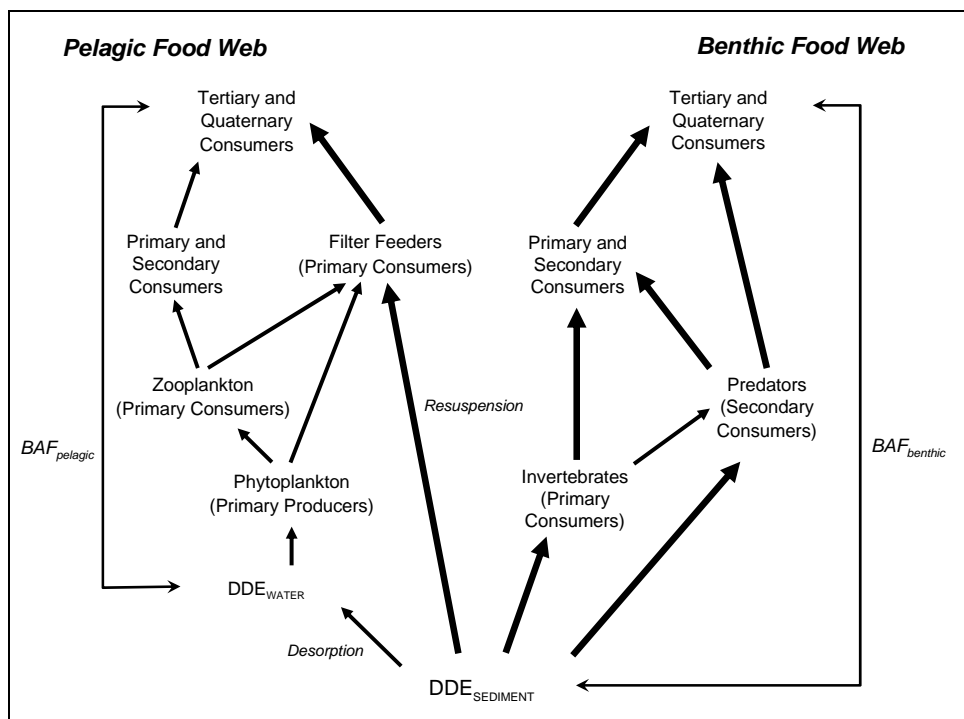 Pelagic Food Web
Benthic Food Web
Tertiary and
Quaternary
Consumers
Tertiary and
Quaternary
Consumers
Primary and
Secondary
Consumers
Filter Feeders
(Primary Consumers)
Primary and
Secondary
Consumers
Zooplankton
(Primary Consumers)
Resuspension
Predators
(Secondary
Consumers)
BAFpelagic
BAFbenthic
Phytoplankton
(Primary Producers)
Invertebrates
(Primary
Consumers)
DDEWATER
Desorption
DDESEDIMENT